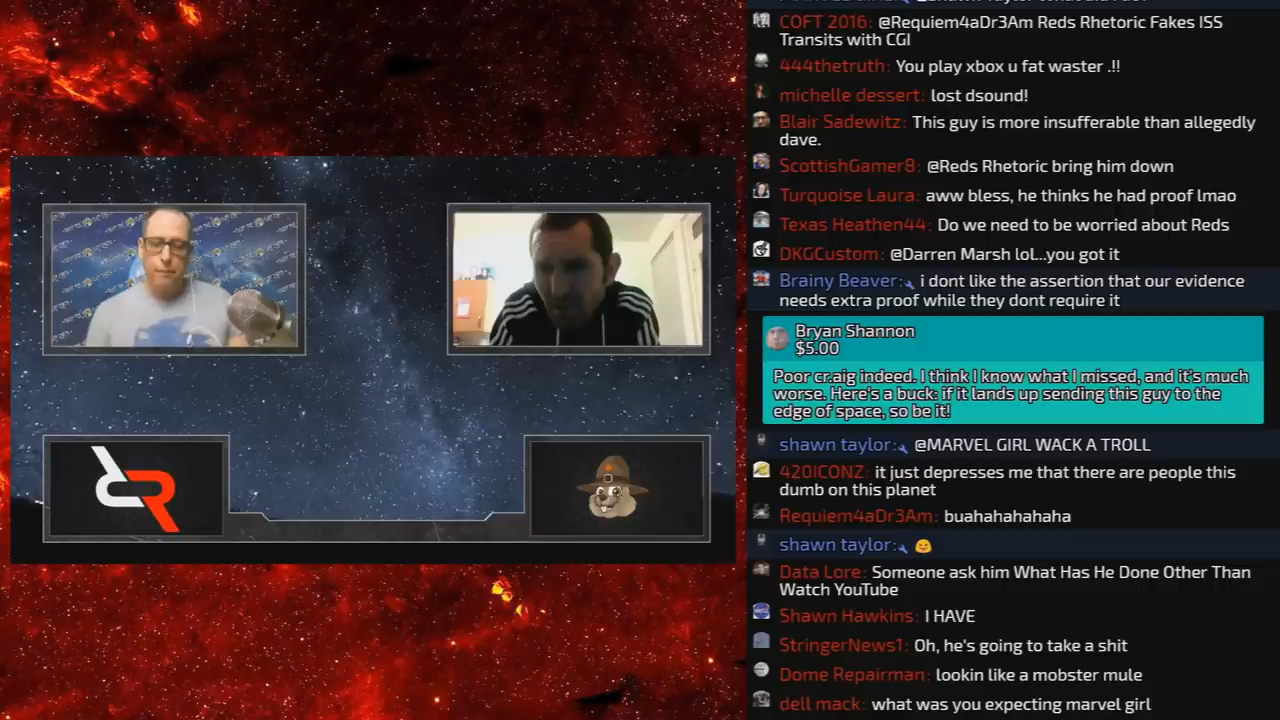 COFT 2016: @Requiem4aDr3Am Reds Rhetoric Fakes ISS
Transits with CGI
444thetruth: You play xbox u fat waster .!!
michelle dessert: lost dsound!
Blair Sadewitz: This guy is more insufferable than allegedly
dave.
ScottishGamer8: @Reds Rhetoric bring him down
Turquoise Laura: aww bless, he thinks he had proof lmao
Texas Heathen44: Do we need to be worried about Reds
DKGCustom: @Darren Marsh lol...you got it
Brainy Beaver: i dont like the assertion that our evidence
needs extra proof while they dont require it
Bryan Shannon
$5.00
Poor cr.aig indeed. I think I know what I missed, and it's much
worse. Here's a buck: if it lands up sending this guy to the
edge of space, so be it!
shawn taylor: @MARVEL GIRL WACK A TROLL
420ICONZ: it just depresses me that there are people this
dumb on this planet
Requiem4aDr3Am: buahahahahaha
shawn taylor:
Data Lore: Someone ask him What Has He Done Other Than
Watch YouTube
Shawn Hawkins: I HAVE
StringerNews1: Oh, he's going to take a shit
Dome Repairman: lookin like a mobster mule
dell mack: what was you expecting marvel girl